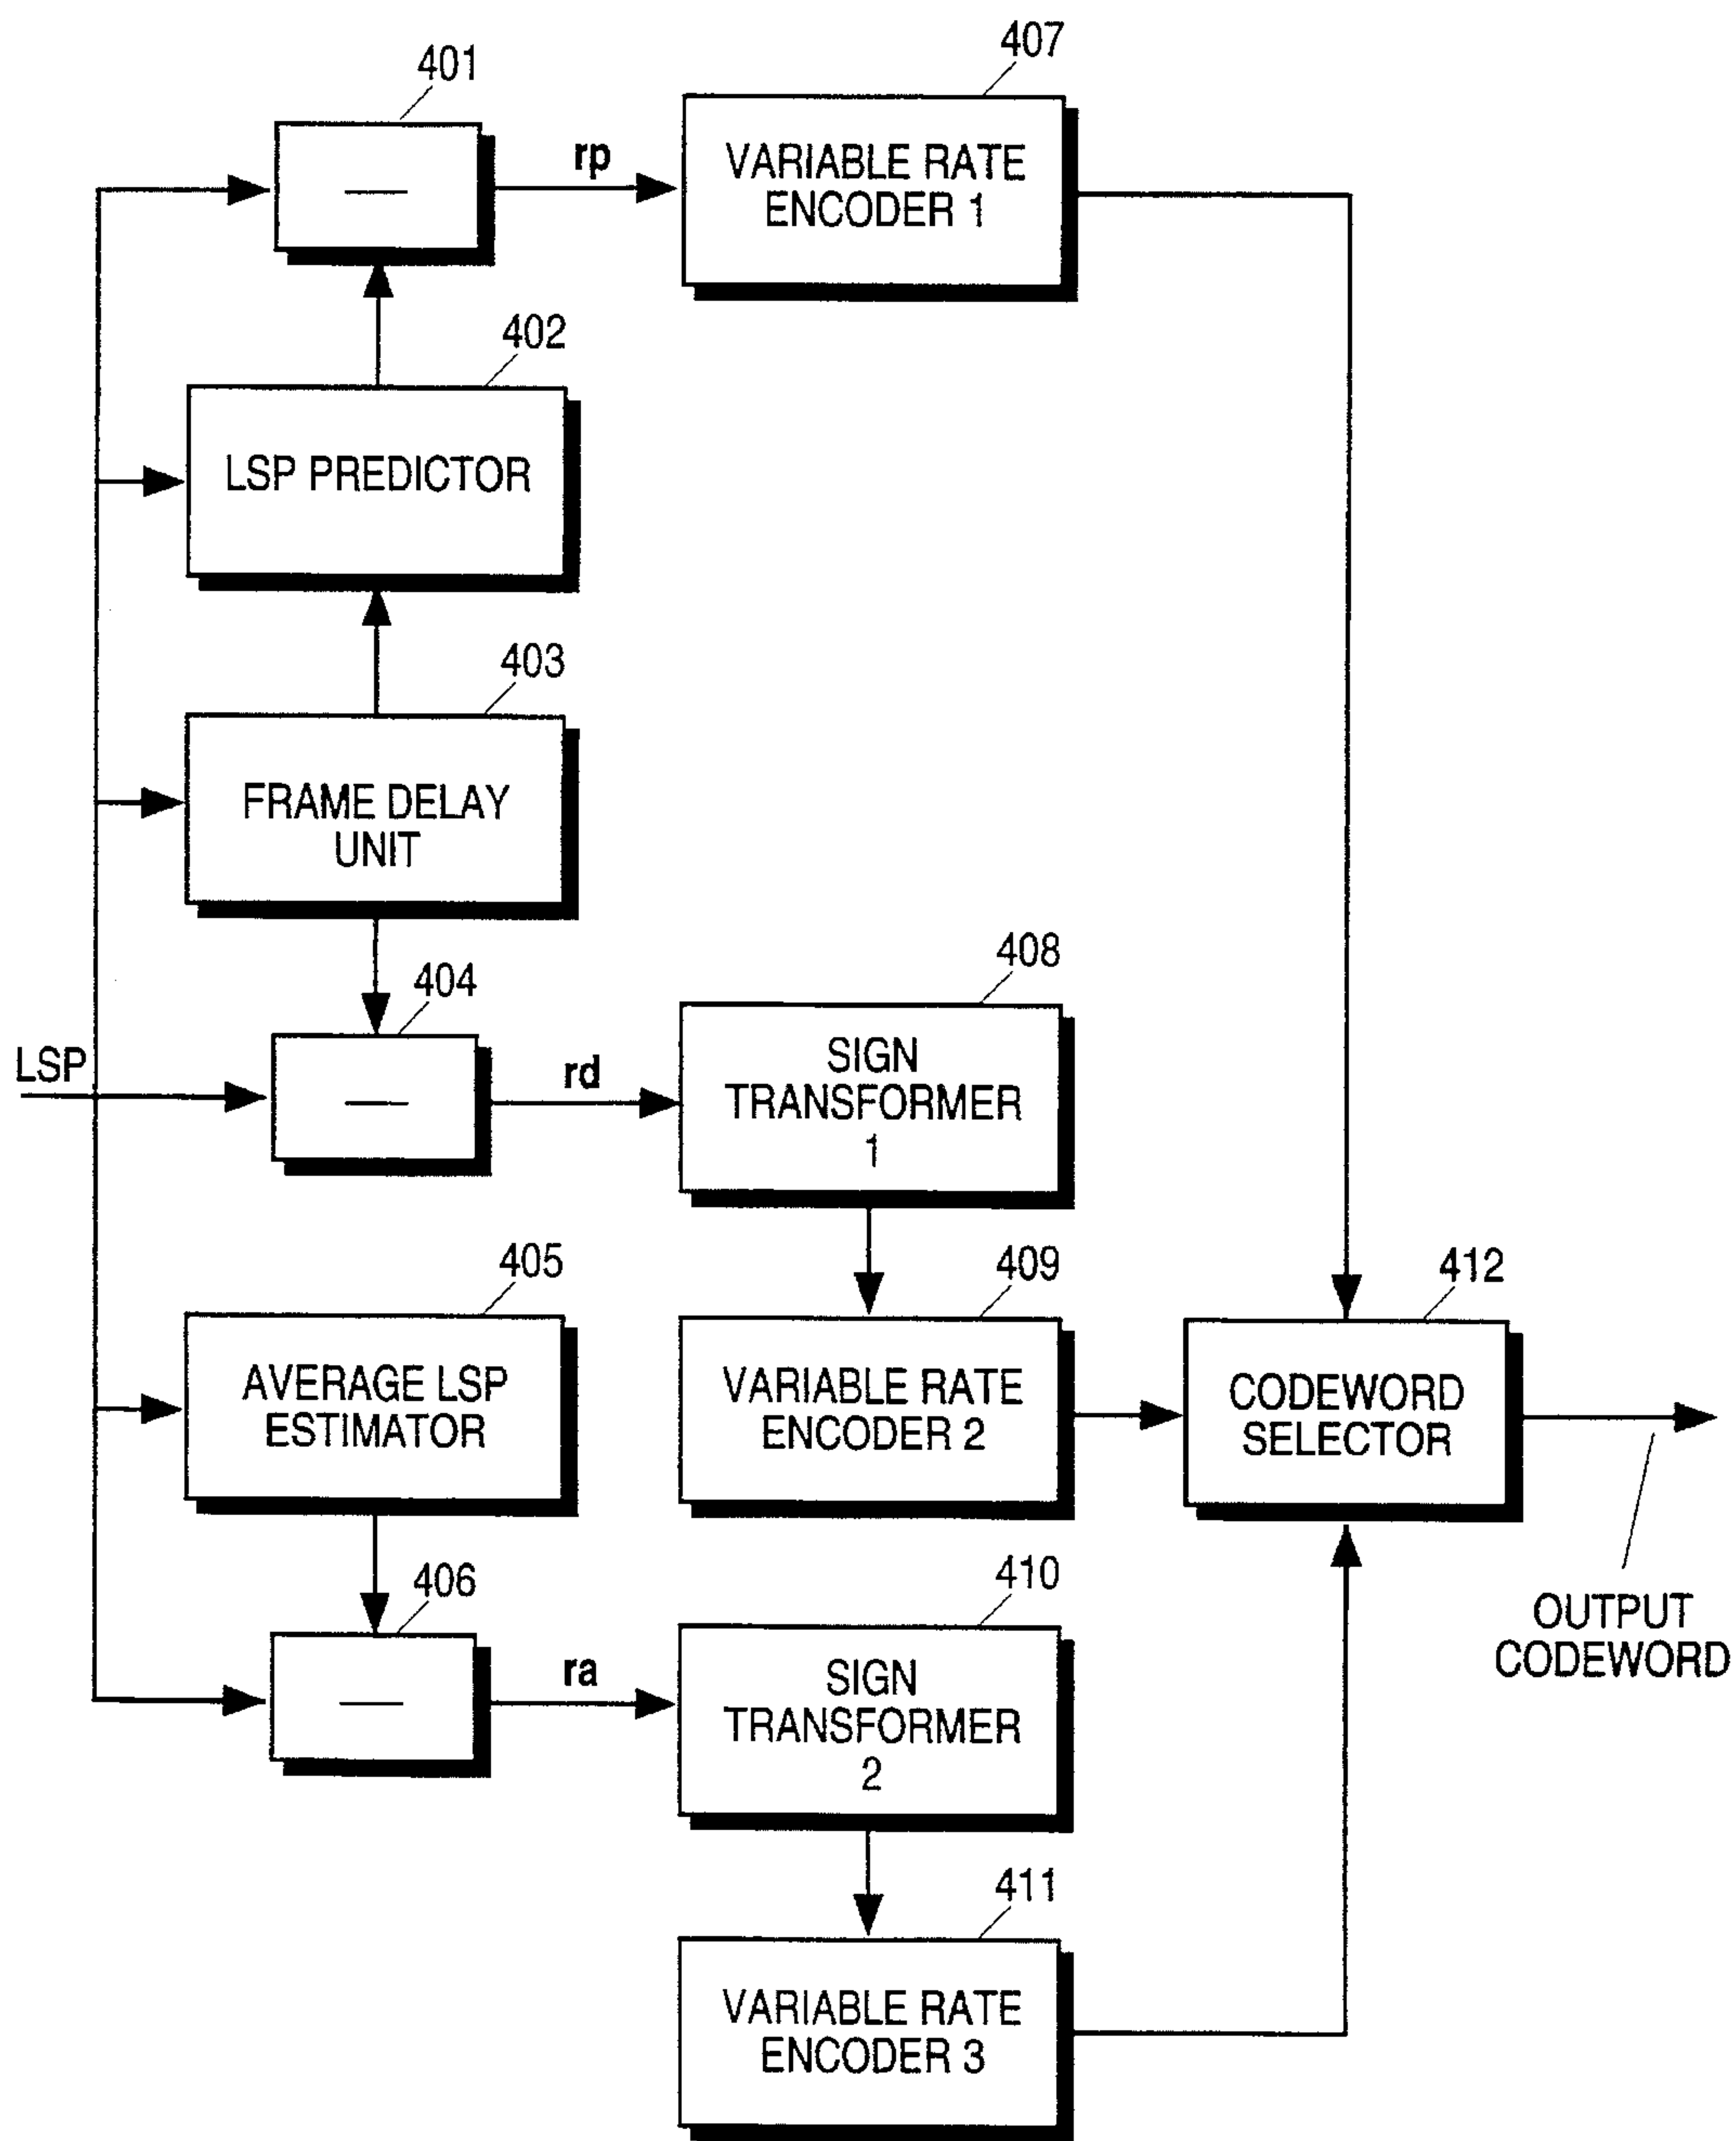 401
407
—
rp
VARIABLE RATE
ENCODER 1
402
LSP PREDICTOR
403
FRAME DELAY
UNIT
404
408
LSP
—
rd
SIGN
TRANSFORMER
1
405
409
412
AVERAGE LSP
ESTIMATOR
VARIABLE RATE
ENCODER 2
CODEWORD
SELECTOR
406
410
—
ra
SIGN
TRANSFORMER
2
OUTPUT
CODEWORD
411
VARIABLE RATE
ENCODER 3